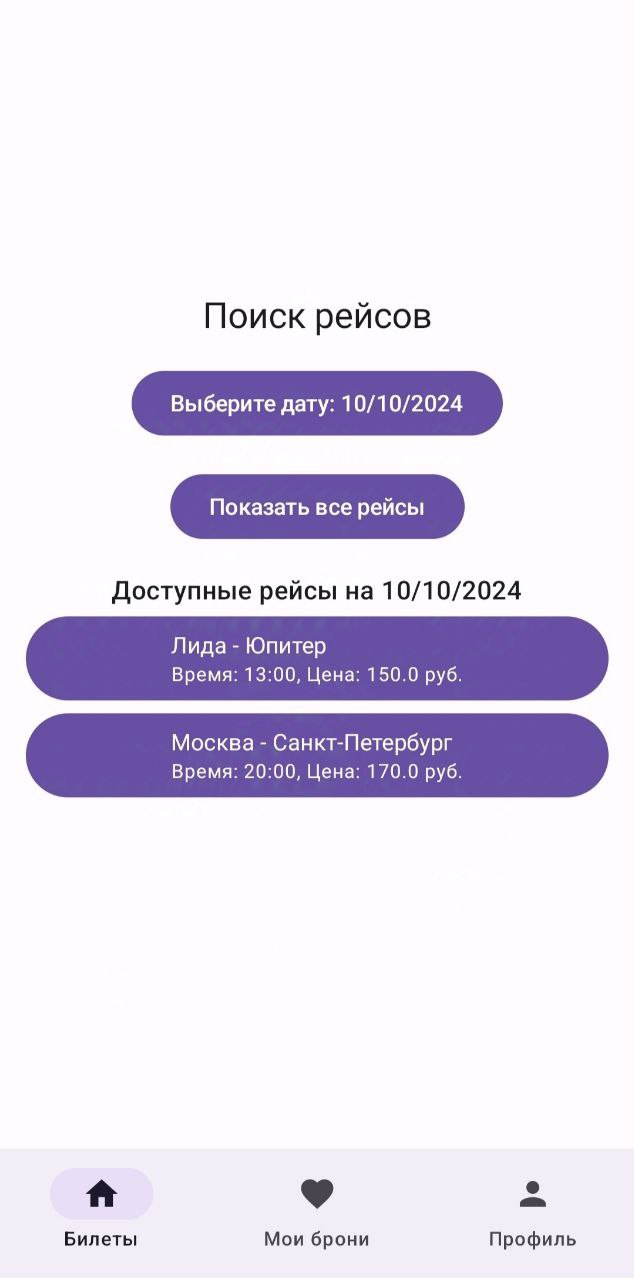 Поиск рейсов
Выберите дату: 10/10/2024
Показать все рейсы
Доступные рейсы на 10/10/2024
Лида - Юпитер
Время: 13:00, Цена: 150.0 руб.
Москва - Санкт-Петербург
Время: 20:00, Цена: 170.0 руб.
Билеты
Мои брони
Профиль